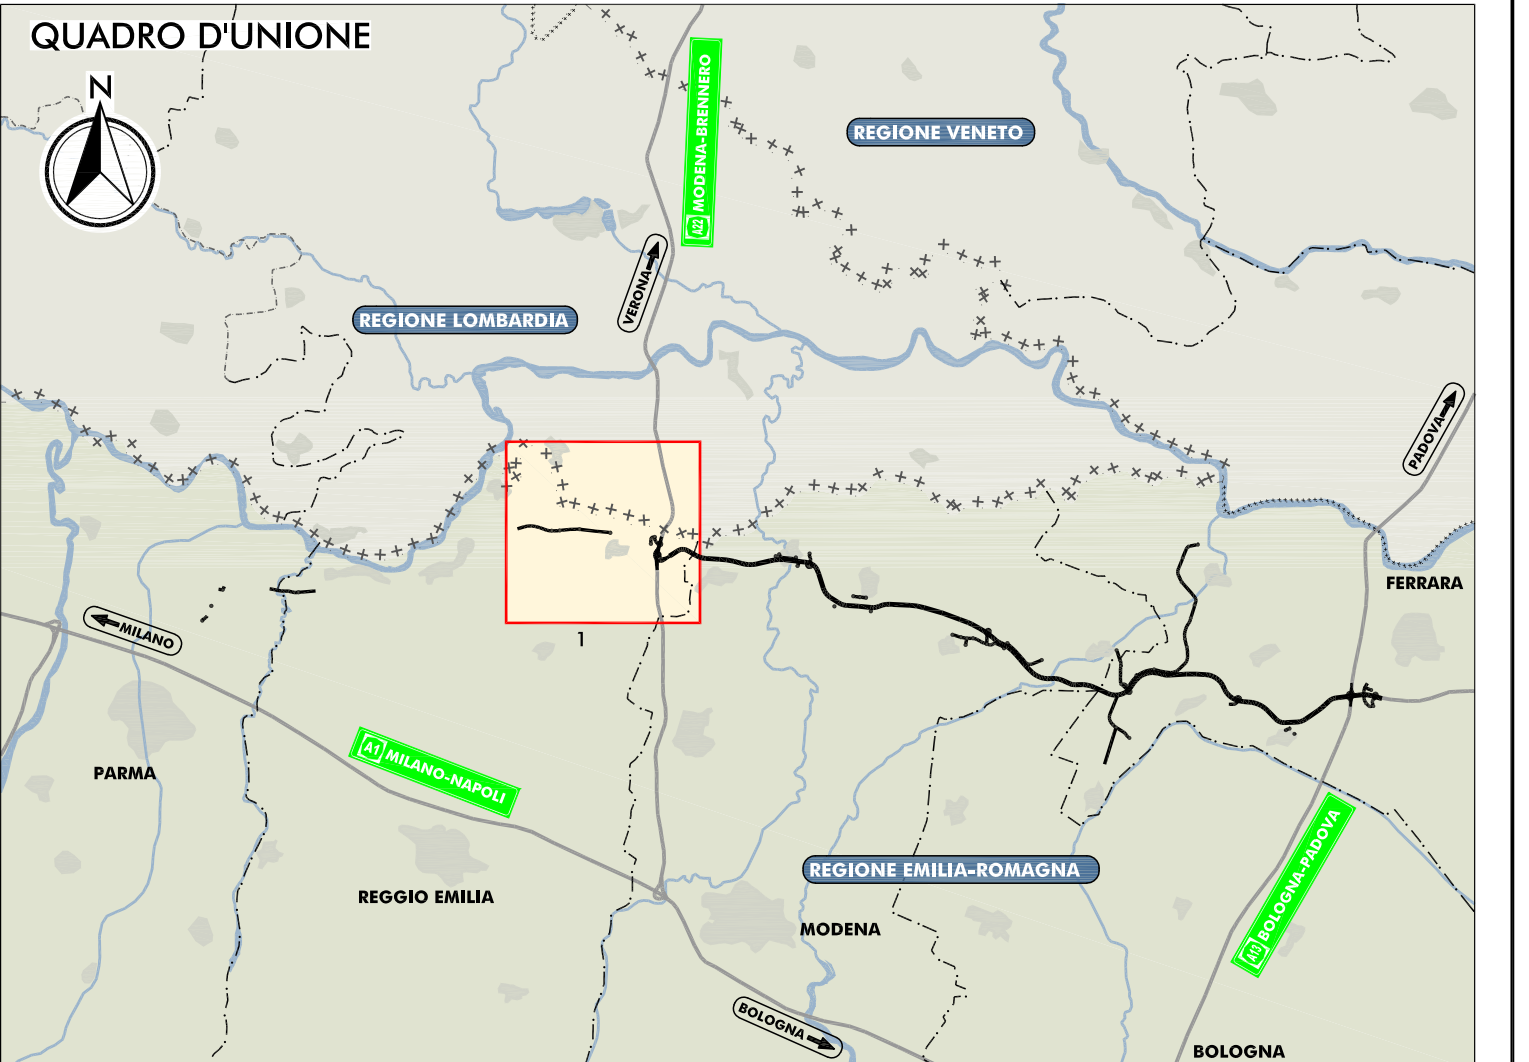 QUADRO D'UNIONE
N
A22 MODENA-BRENNERO
REGIONE VENETO
VERONA
REGIONE LOMBARDIA
PADOVA
FERRARA
MILANO
1
A1 MILANO-NAPOLI
PARMA
REGIONE EMILIA-ROMAGNA
A13 BOLOGNA-PADOVA
REGGIO EMILIA
MODENA
BOLOGNA
BOLOGNA